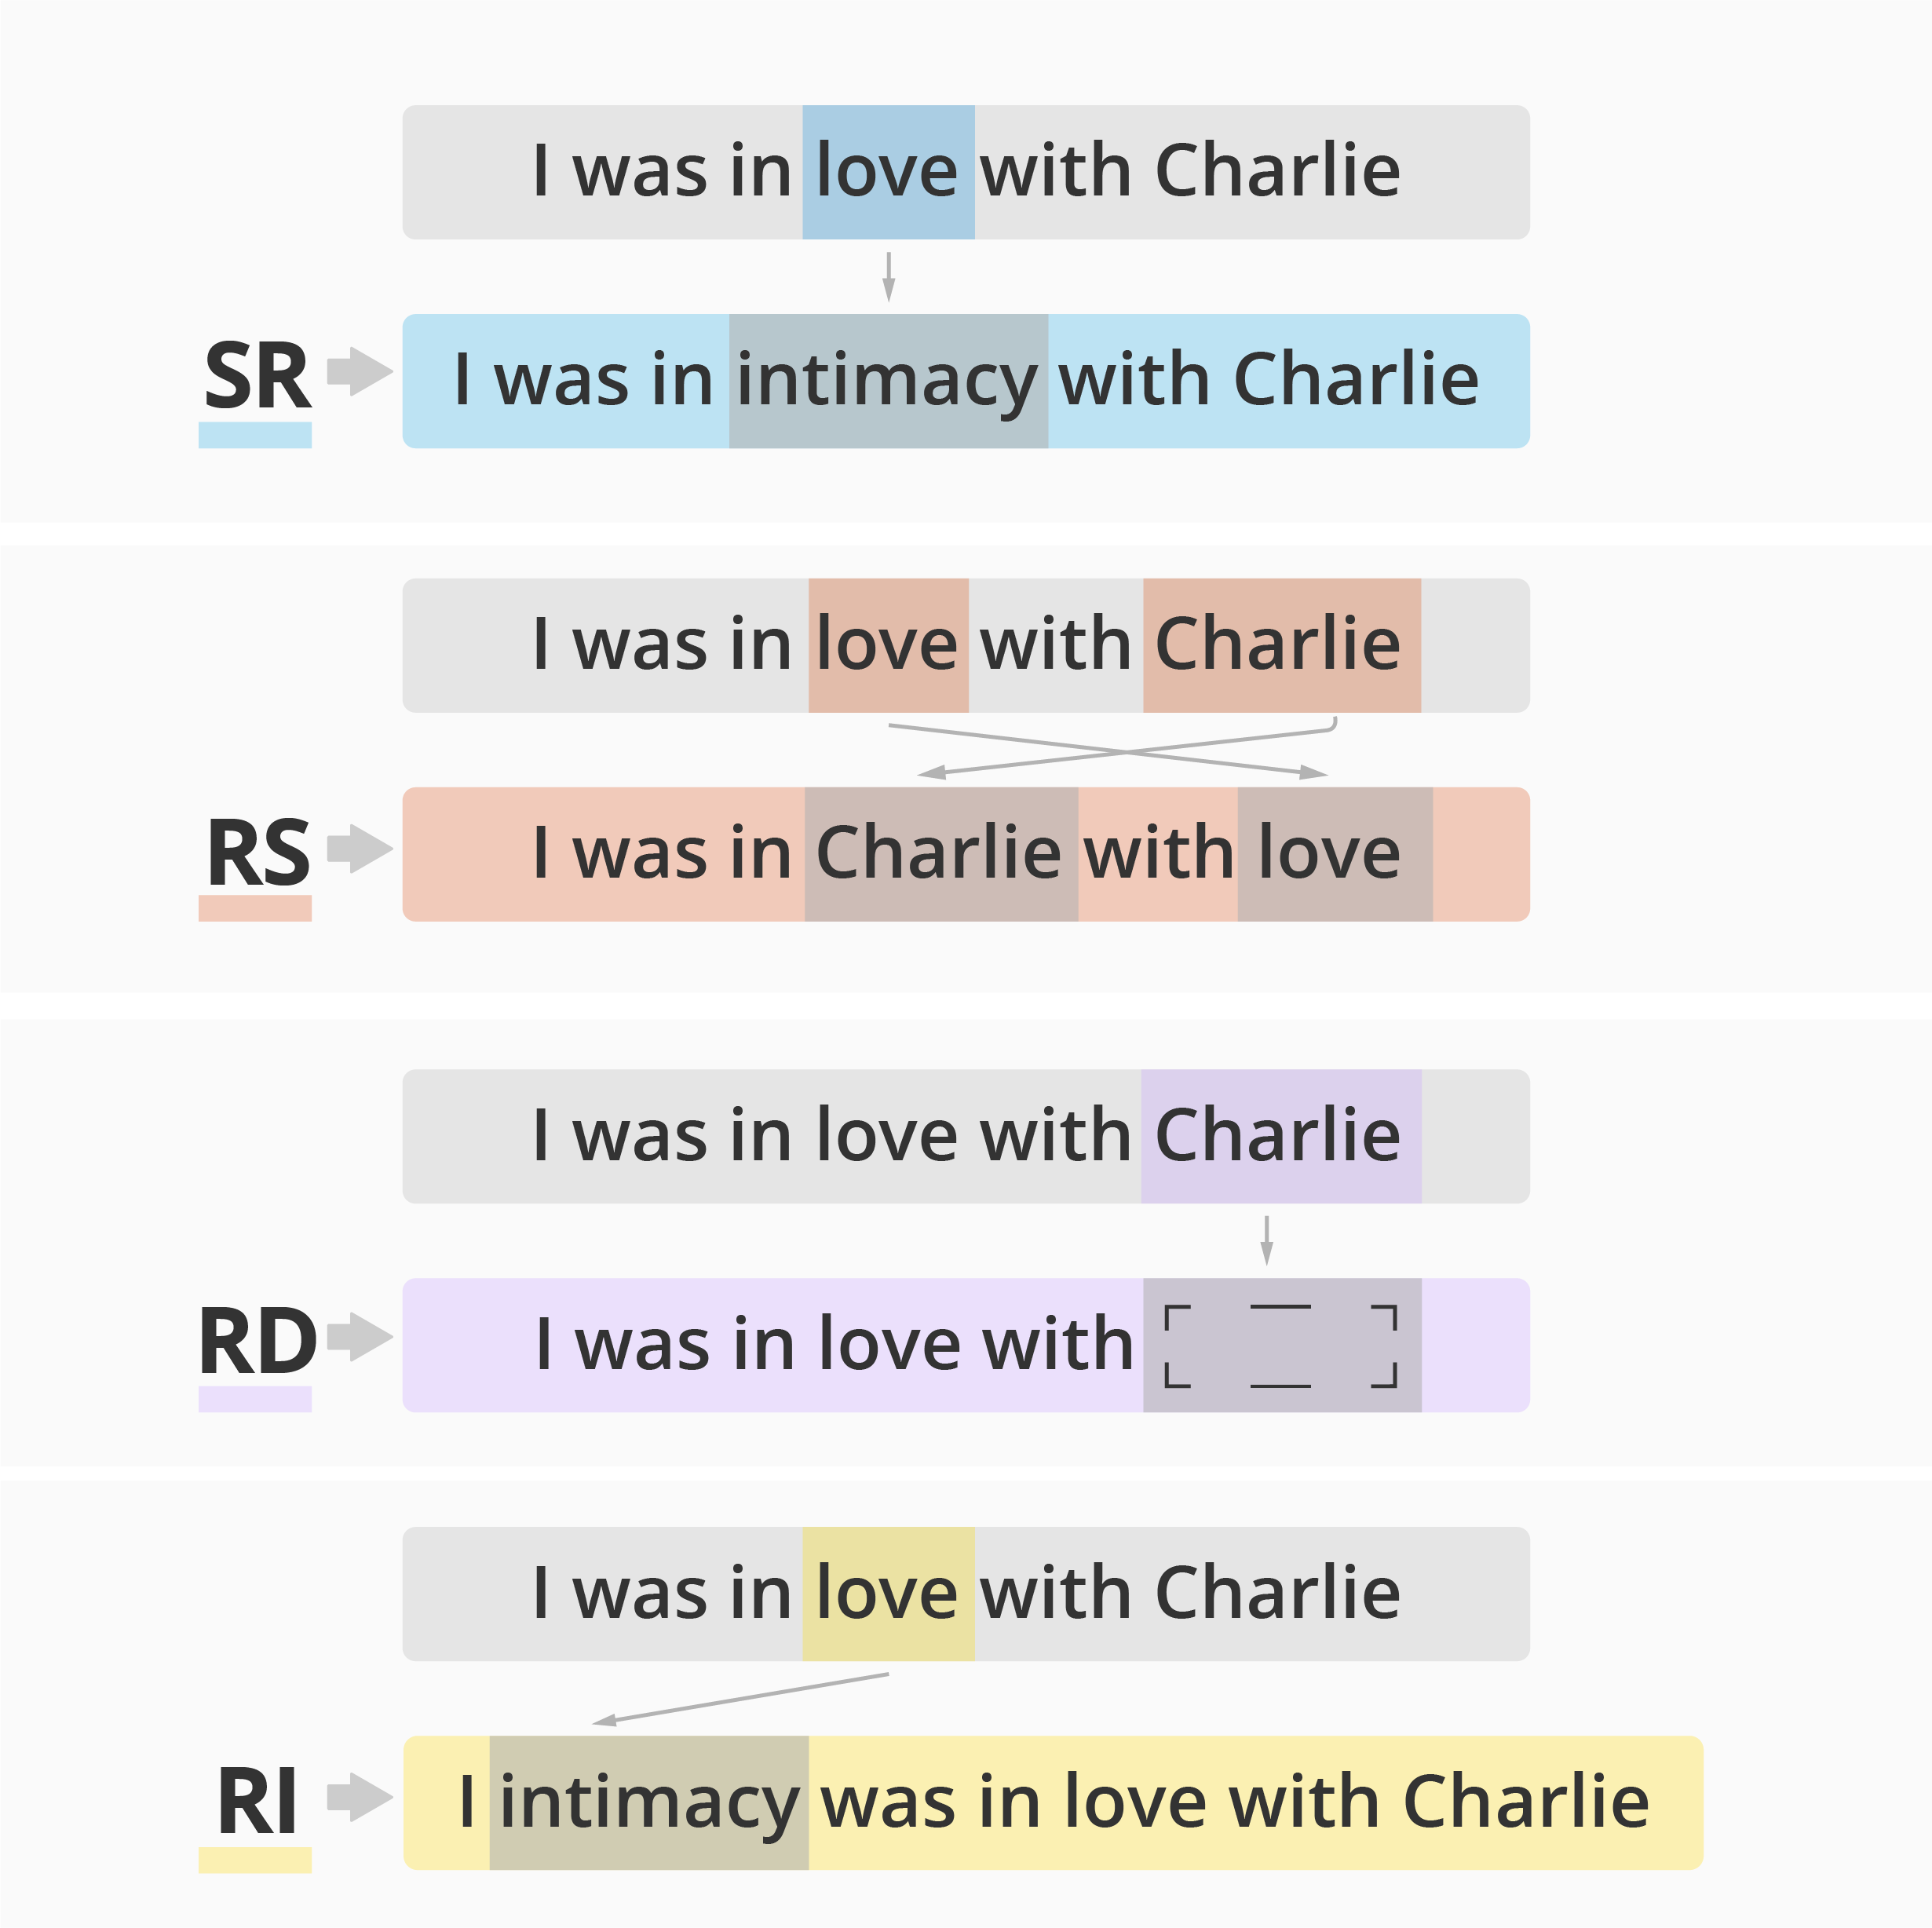 I was in love with Charlie
SR I was in intimacy with Charlie
I was in love with Charlie
RS I was in Charlie with love
I was in love with Charlie
RD I was in love with
I was in love with Charlie
RI I intimacy was in love with Charlie